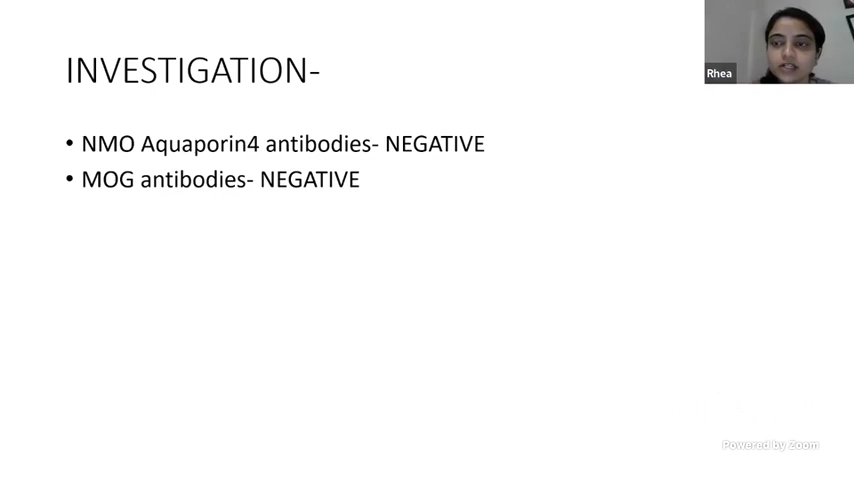 INVESTIGATION-
• NMO Aquaporin4 antibodies- NEGATIVE
• MOG antibodies- NEGATIVE
Rhea
Powered by Zoom